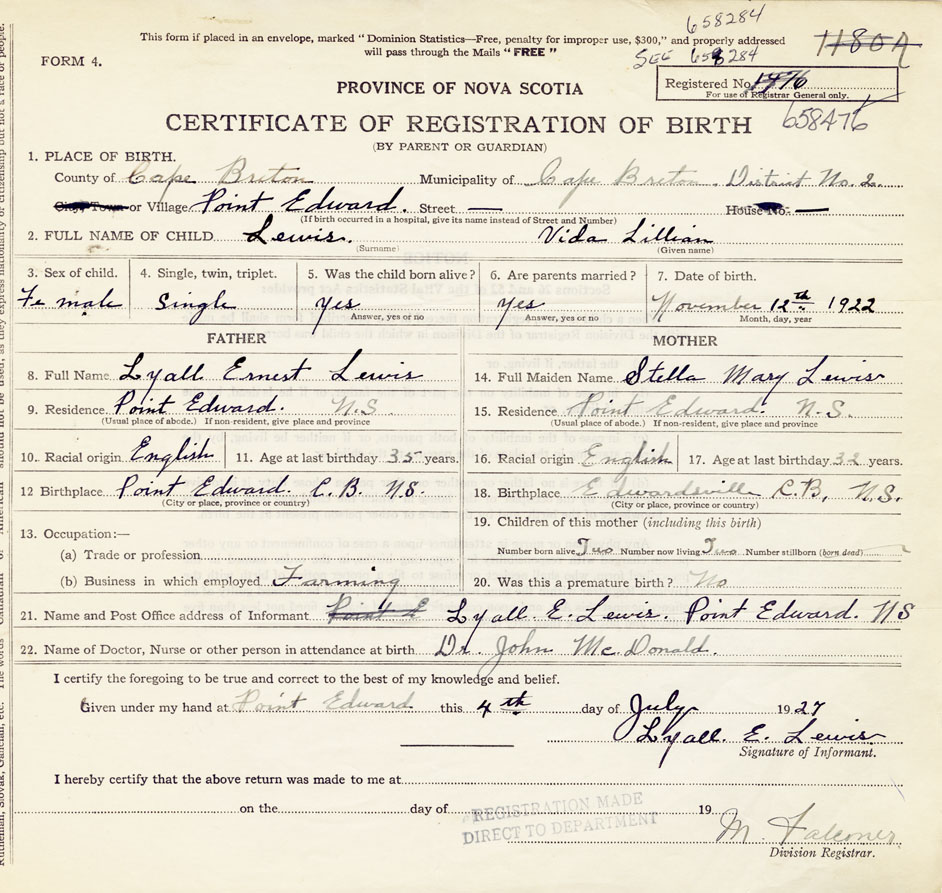 658284
This form if placed in an envelope, marked "Dominion Statistics—Free, penalty for improper use, $300," and properly addressed
will pass through the Mails "FREE"
SEE 658284
1180A
FORM 4.
Registered No. 1476
For use of Registrar General only.
PROVINCE OF NOVA SCOTIA
658476
CERTIFICATE OF REGISTRATION OF BIRTH
(BY PARENT OR GUARDIAN)
1. PLACE OF BIRTH.
County of Cape Breton Municipality of Cape Breton. District No. 2.
City, Town or Village Point Edward. Street — House No. —
(If birth occurred in a hospital, give its name instead of Street and Number)
2. FULL NAME OF CHILD Lewis. Vida Lillian
(Surname) (Given name)
3. Sex of child. 4. Single, twin, triplet. 5. Was the child born alive? 6. Are parents married? 7. Date of birth.
Female Single Yes Yes November 12th 1922
Answer, yes or no Answer, yes or no Month, day, year
FATHER MOTHER
8. Full Name Lyall Ernest Lewis 14. Full Maiden Name Stella Mary Lewis
9. Residence Point Edward. N.S 15. Residence Point Edward. N.S.
(Usual place of abode.) If non-resident, give place and province (Usual place of abode.) If non-resident, give place and province
10. Racial origin English 11. Age at last birthday 35 years. 16. Racial origin English 17. Age at last birthday 32 years.
12 Birthplace Point Edward. C.B. N.S. 18. Birthplace Edwardsville C.B, N.S.
(City or place, province or country) (City or place, province or country)
13. Occupation:— 19. Children of this mother (including this birth)
(a) Trade or profession Number born alive Two Number now living Two Number stillborn (born dead)
(b) Business in which employed Farming 20. Was this a premature birth? No
21. Name and Post Office address of Informant Point E Lyall. E. Lewis. Point Edward. NS
22. Name of Doctor, Nurse or other person in attendance at birth Dr. John McDonald.
I certify the foregoing to be true and correct to the best of my knowledge and belief.
Given under my hand at Point Edward this 4th day of July 1927
Lyall. E. Lewis
Signature of Informant.
I hereby certify that the above return was made to me at
on the day of 19
REGISTRATION MADE
DIRECT TO DEPARTMENT
M. Falconer
Division Registrar.